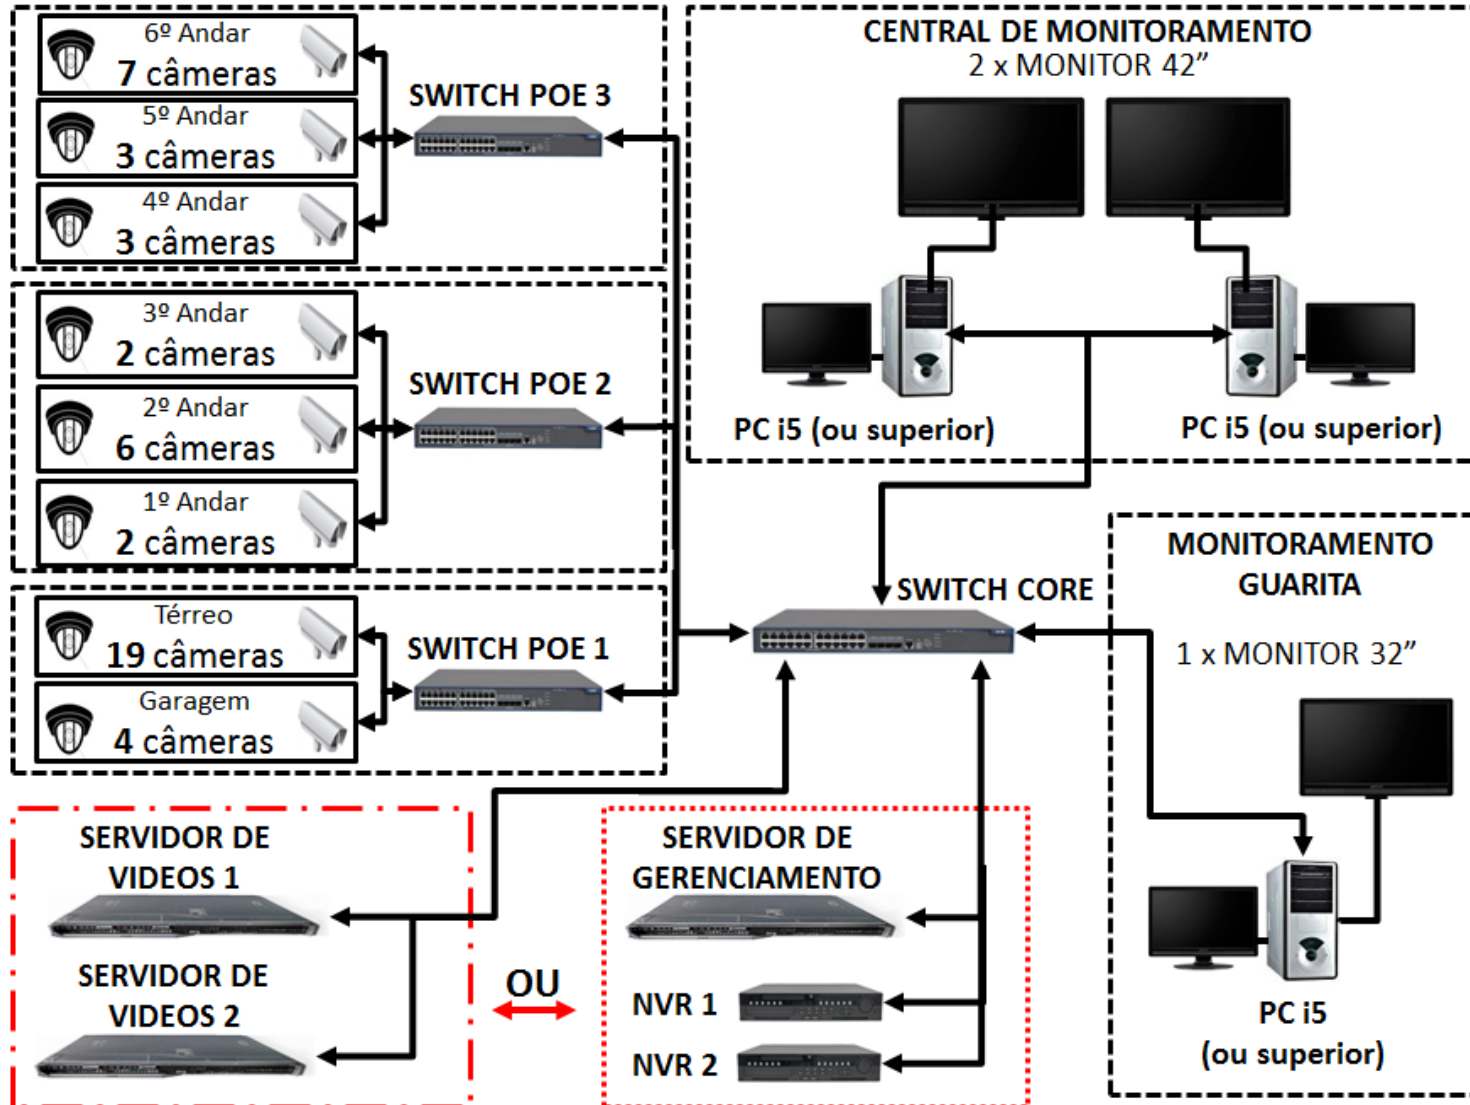 6º Andar
7 câmeras
5º Andar
3 câmeras
4º Andar
3 câmeras
SWITCH POE 3
3º Andar
2 câmeras
2º Andar
6 câmeras
1º Andar
2 câmeras
SWITCH POE 2
Térreo
19 câmeras
Garagem
4 câmeras
SWITCH POE 1
CENTRAL DE MONITORAMENTO
2 x MONITOR 42”
PC i5 (ou superior)
PC i5 (ou superior)
SWITCH CORE
MONITORAMENTO
GUARITA
1 x MONITOR 32”
PC i5
(ou superior)
SERVIDOR DE
VIDEOS 1
SERVIDOR DE
VIDEOS 2
OU
SERVIDOR DE
GERENCIAMENTO
NVR 1
NVR 2